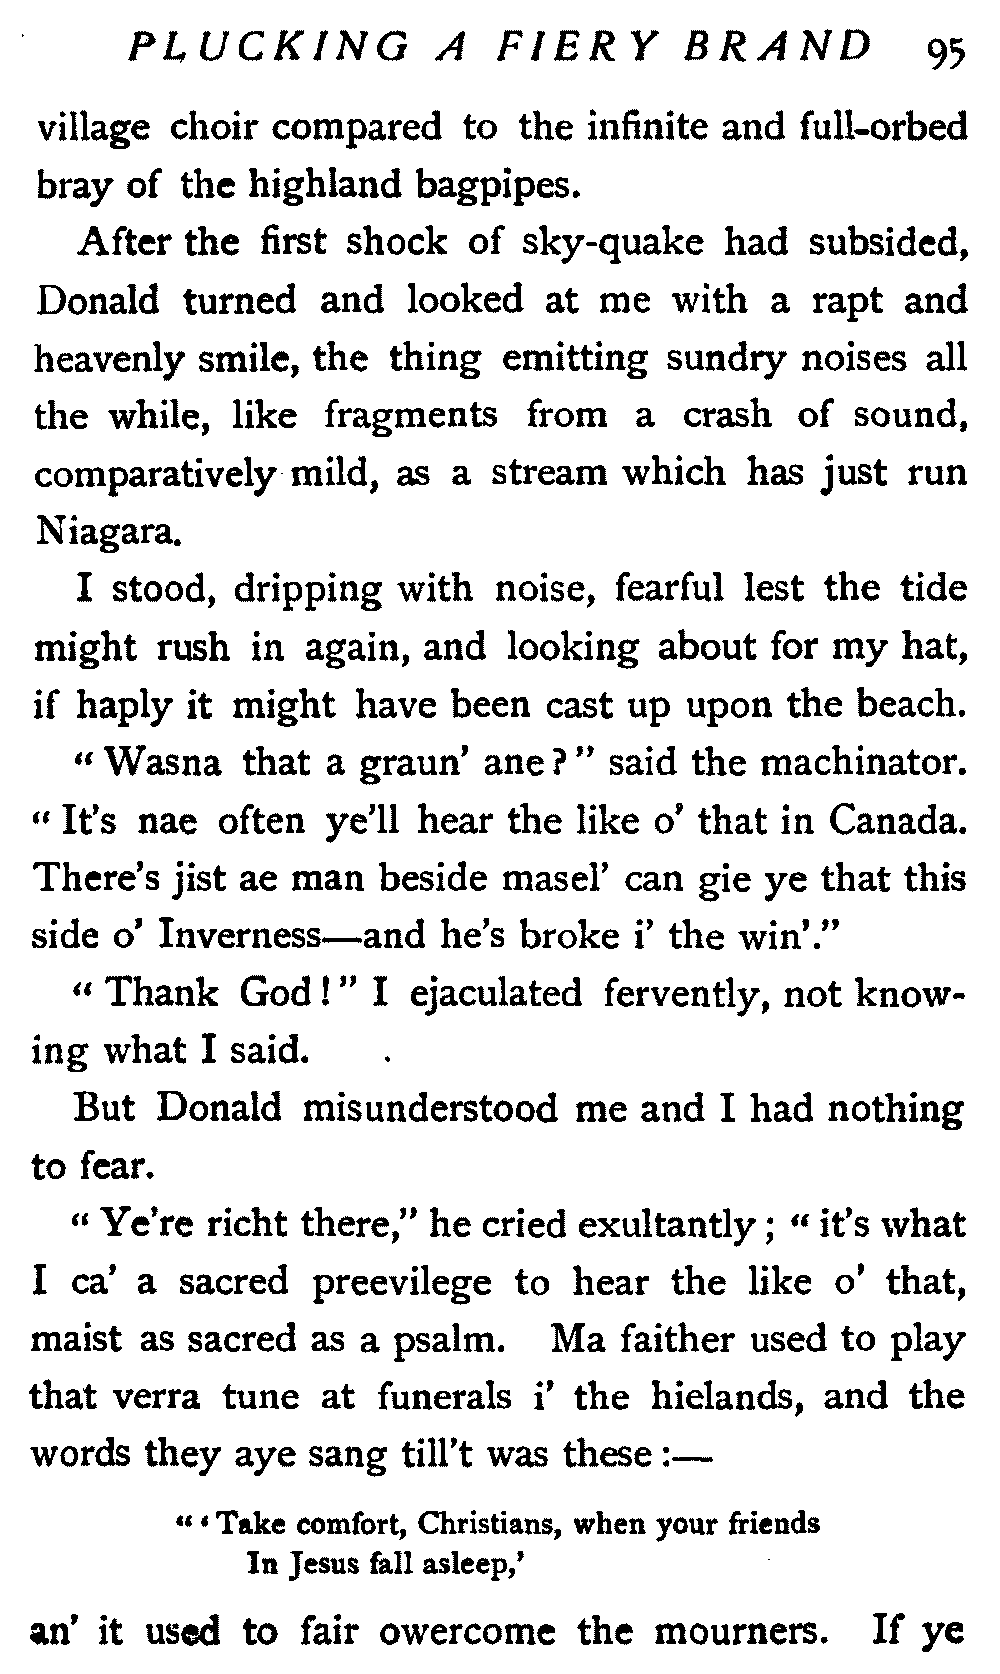 PLUCKING A FIERY BRAND 95
village choir compared to the infinite and full-orbed
bray of the highland bagpipes.
After the first shock of sky-quake had subsided,
Donald turned and looked at me with a rapt and
heavenly smile, the thing emitting sundry noises all
the while, like fragments from a crash of sound,
comparatively mild, as a stream which has just run
Niagara.
I stood, dripping with noise, fearful lest the tide
might rush in again, and looking about for my hat,
if haply it might have been cast up upon the beach.
“Wasna that a graun’ ane?” said the machinator.
“It’s nae often ye’ll hear the like o’ that in Canada.
There’s jist ae man beside masel’ can gie ye that this
side o’ Inverness—and he’s broke i’ the win’.”
“Thank God!” I ejaculated fervently, not know-
ing what I said.
But Donald misunderstood me and I had nothing
to fear.
“Ye’re richt there,” he cried exultantly; “it’s what
I ca’ a sacred preevilege to hear the like o’ that,
maist as sacred as a psalm. Ma faither used to play
that verra tune at funerals i’ the hielands, and the
words they aye sang till’t was these:—
“‘Take comfort, Christians, when your friends
In Jesus fall asleep,’
an’ it used to fair owercome the mourners. If ye